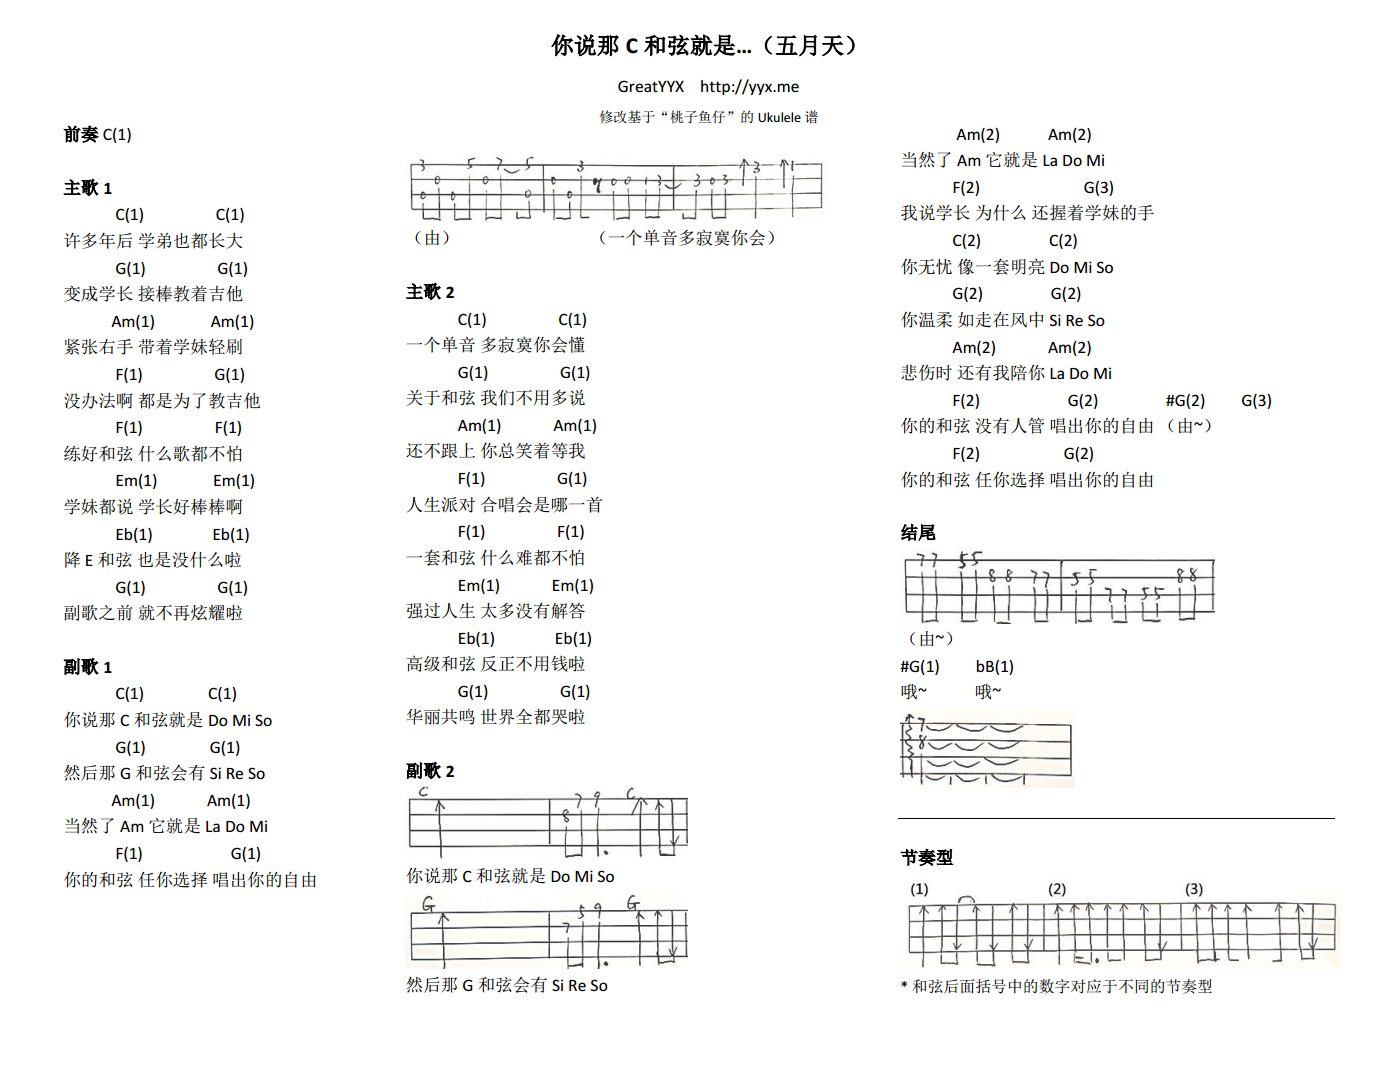 你说那 C 和弦就是…（五月天）
GreatYYX http://yyx.me
修改基于“桃子鱼仔”的 Ukulele 谱
前奏 C(1)
主歌 1
C(1) C(1)
许多年后 学弟也都长大
G(1) G(1)
变成学长 接棒教着吉他
Am(1) Am(1)
紧张右手 带着学妹轻刷
F(1) G(1)
没办法啊 都是为了教吉他
F(1) F(1)
练好和弦 什么歌都不怕
Em(1) Em(1)
学妹都说 学长好棒棒啊
Eb(1) Eb(1)
降 E 和弦 也是没什么啦
G(1) G(1)
副歌之前 就不再炫耀啦
副歌 1
C(1) C(1)
你说那 C 和弦就是 Do Mi So
G(1) G(1)
然后那 G 和弦会有 Si Re So
Am(1) Am(1)
当然了 Am 它就是 La Do Mi
F(1) G(1)
你的和弦 任你选择 唱出你的自由
（由） （一个单音多寂寞你会）
主歌 2
C(1) C(1)
一个单音 多寂寞你会懂
G(1) G(1)
关于和弦 我们不用多说
Am(1) Am(1)
还不跟上 你总笑着等我
F(1) G(1)
人生派对 合唱会是哪一首
F(1) F(1)
一套和弦 什么难都不怕
Em(1) Em(1)
强过人生 太多没有解答
Eb(1) Eb(1)
高级和弦 反正不用钱啦
G(1) G(1)
华丽共鸣 世界全都哭啦
副歌 2
C 7 9 C
8
你说那 C 和弦就是 Do Mi So
G 5 9 G
7
然后那 G 和弦会有 Si Re So
Am(2) Am(2)
当然了 Am 它就是 La Do Mi
F(2) G(3)
我说学长 为什么 还握着学妹的手
C(2) C(2)
你无忧 像一套明亮 Do Mi So
G(2) G(2)
你温柔 如走在风中 Si Re So
Am(2) Am(2)
悲伤时 还有我陪你 La Do Mi
F(2) G(2) #G(2) G(3)
你的和弦 没有人管 唱出你的自由 （由~）
F(2) G(2)
你的和弦 任你选择 唱出你的自由
结尾
7 7 5 5
8 8 7 7 5 5 8 8
7 7 5 5
（由~）
#G(1) bB(1)
哦~ 哦~
7
8
节奏型
(1) (2) (3)
* 和弦后面括号中的数字对应于不同的节奏型